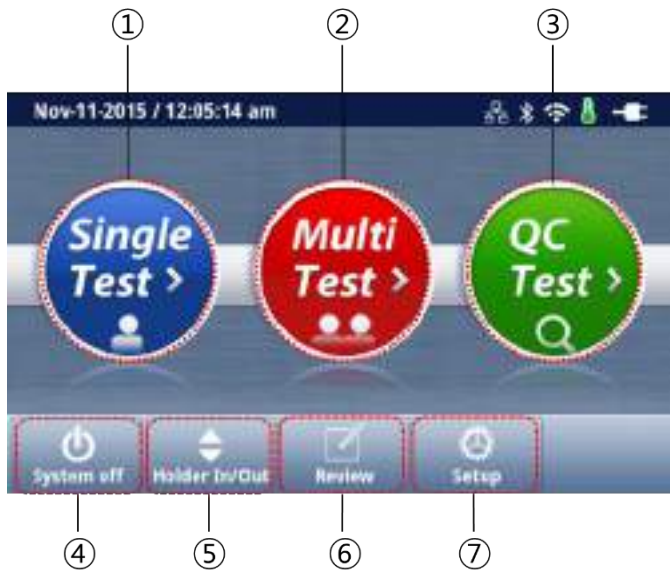 ① ② ③
Nov-11-2015 / 12:05:14 am
Single Test >
Multi Test >
QC Test >
System off
Holder In/Out
Review
Setup
④ ⑤ ⑥ ⑦